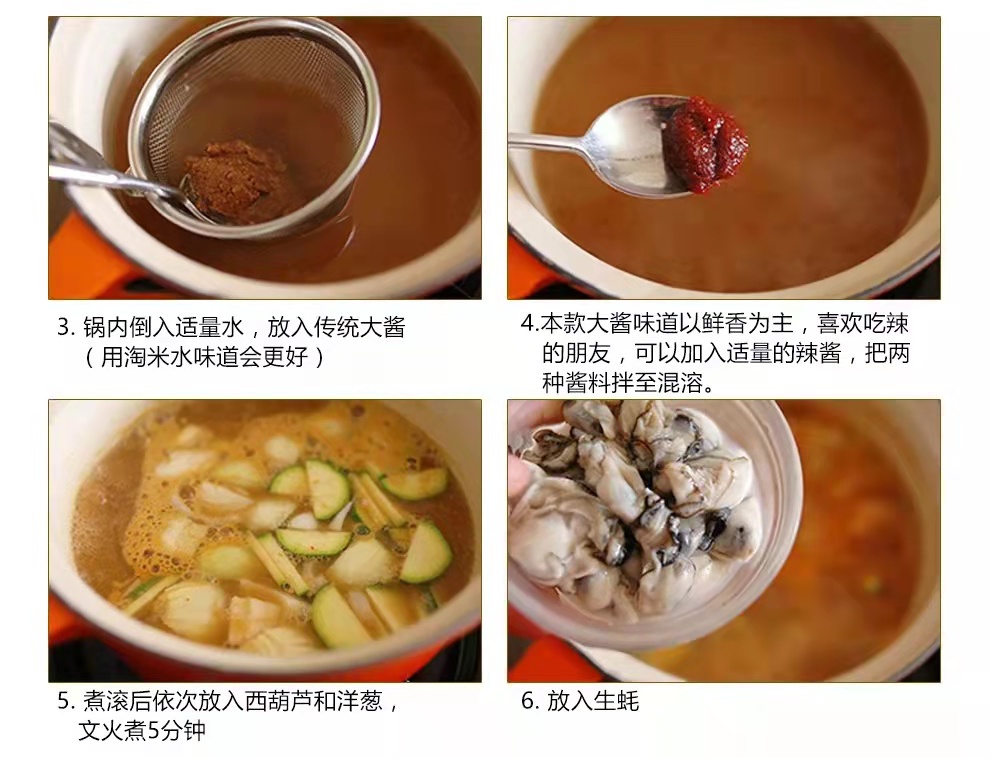 3. 锅内倒入适量水，放入传统大酱
（用淘米水味道会更好）
4.本款大酱味道以鲜香为主，喜欢吃辣
的朋友，可以加入适量的辣酱，把两
种酱料拌至混溶。
5. 煮滚后依次放入西葫芦和洋葱，
文火煮5分钟
6. 放入生蚝